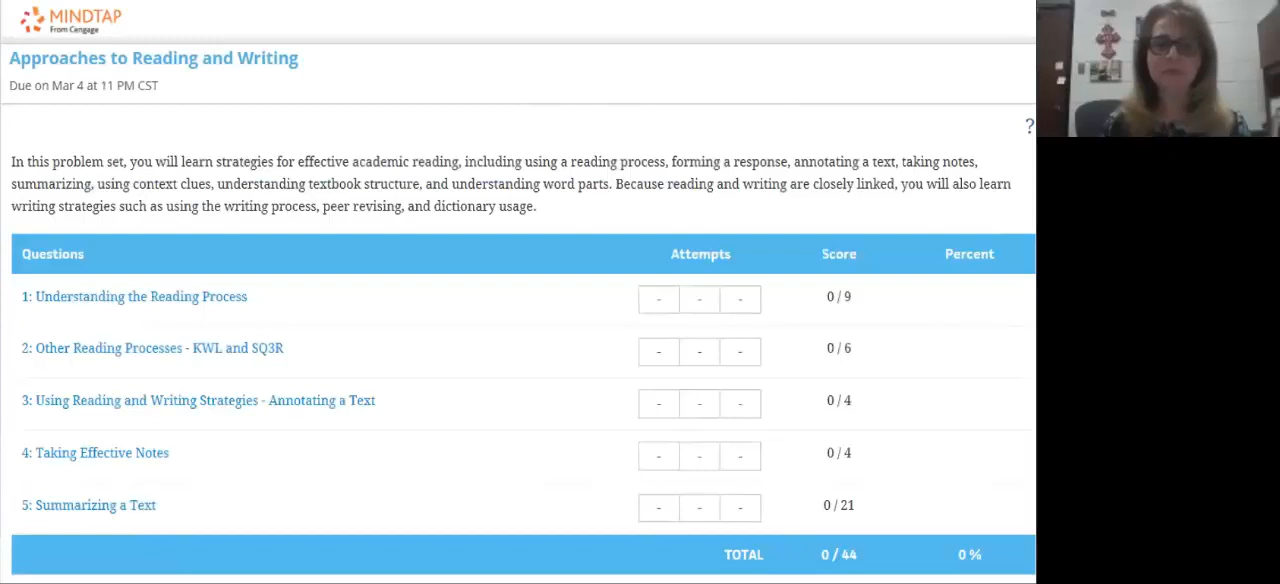 MINDTAP
From Cengage
Approaches to Reading and Writing
Due on Mar 4 at 11 PM CST
?
In this problem set, you will learn strategies for effective academic reading, including using a reading process, forming a response, annotating a text, taking notes,
summarizing, using context clues, understanding textbook structure, and understanding word parts. Because reading and writing are closely linked, you will also learn
writing strategies such as using the writing process, peer revising, and dictionary usage.
Questions Attempts Score Percent
1: Understanding the Reading Process - - - 0 / 9
2: Other Reading Processes - KWL and SQ3R - - - 0 / 6
3: Using Reading and Writing Strategies - Annotating a Text - - - 0 / 4
4: Taking Effective Notes - - - 0 / 4
5: Summarizing a Text - - - 0 / 21
TOTAL 0 / 44 0 %